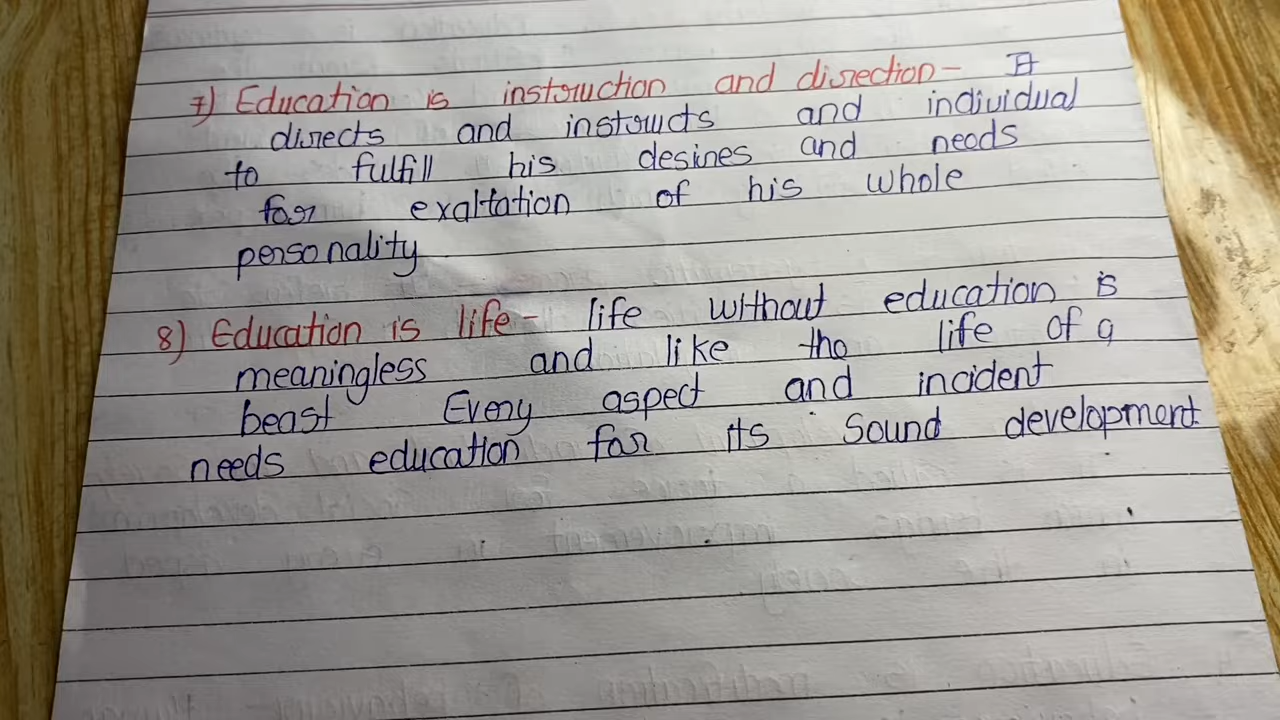 7) Education is instruction and direction - It
directs and instructs and individual
to fulfill his desires and needs
for exaltation of his whole
personality
8) Education is life - life without education is
meaningless and like the life of a
beast Every aspect and incident
needs education for its sound development.